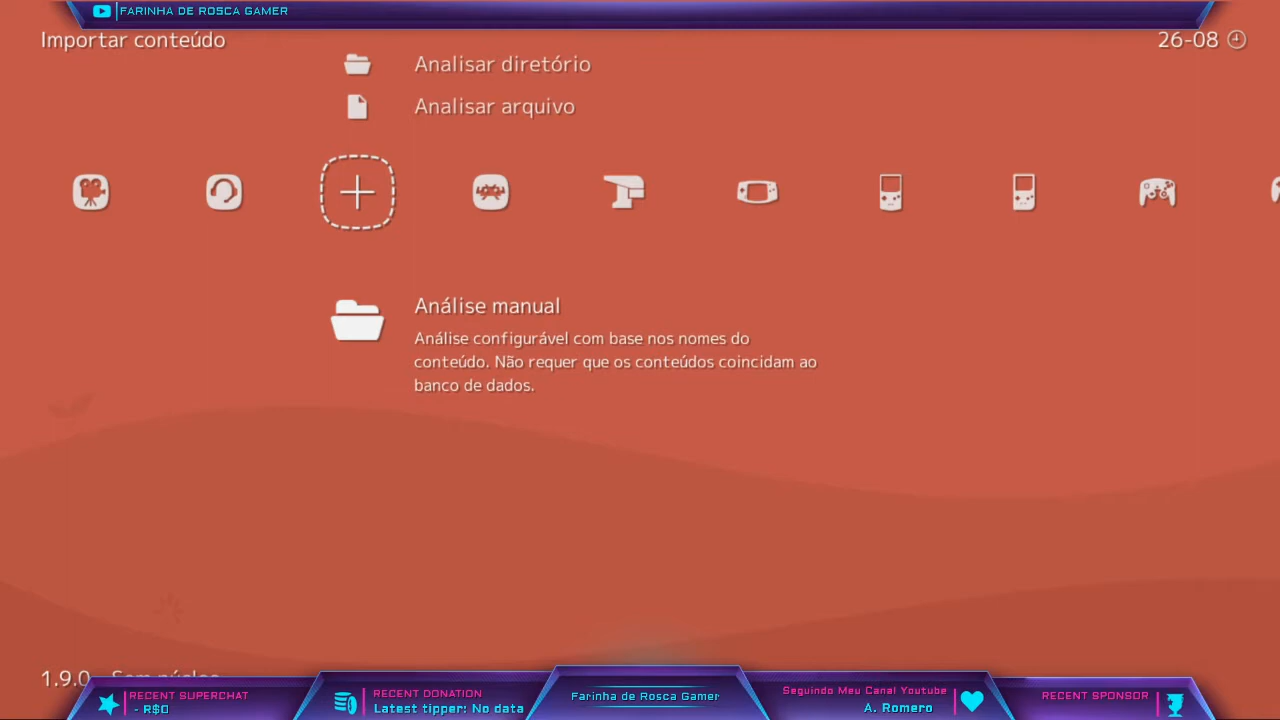 FARINHA DE ROSCA GAMER
Importar conteúdo
26-08
Analisar diretório
Analisar arquivo
Análise manual
Análise configurável com base nos nomes do
conteúdo. Não requer que os conteúdos coincidam ao
banco de dados.
1.9.0 - Sem núcleo
RECENT SUPERCHAT
- R$0
RECENT DONATION
Latest tipper: No data
Farinha de Rosca Gamer
Seguindo Meu Canal Youtube
A. Romero
RECENT SPONSOR